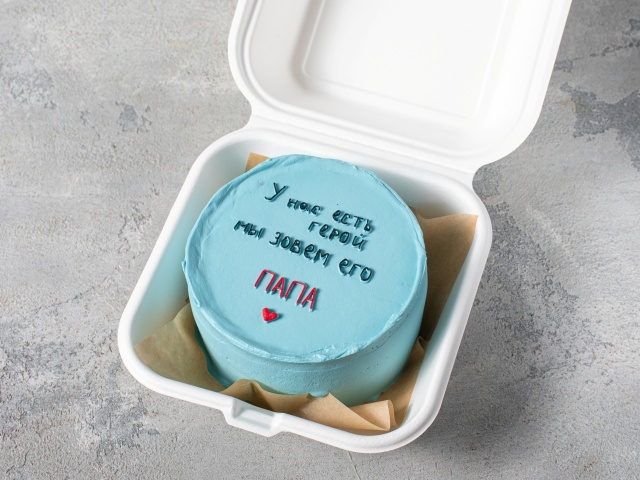 У нас есть
герой
мы зовем его
ПАПА